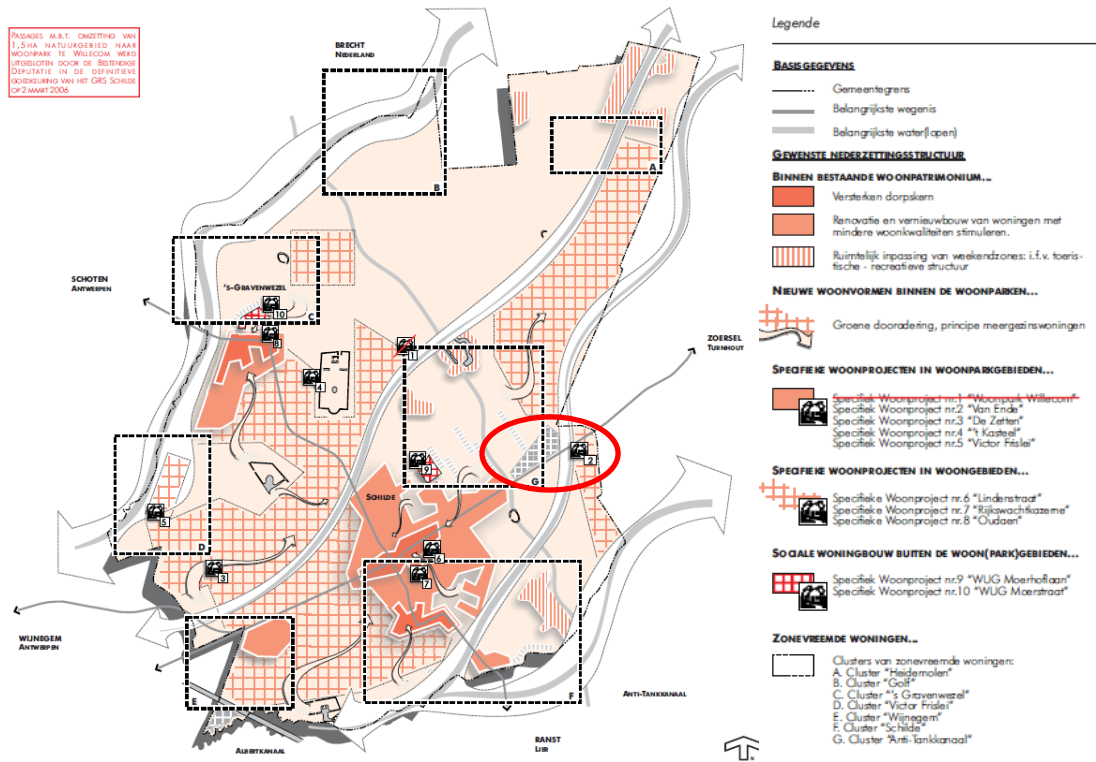 PASSAGES M.B.T. OMZETTING VAN
1,5HA NATUURGEBIED NAAR
WOONPARK TE WILLECOM WERD
UITGESLOTEN DOOR DE BESTENDIGE
DEPUTATIE IN DE DEFINITIEVE
GOEDKEURING VAN HET GRS SCHILDE
OP 2 MAART 2006
BRECHT
NEDERLAND
A
B
SCHOTEN
ANTWERPEN
'S-GRAVENWEZEL
10
C
8
1
4
ZOERSEL
TURNHOUT
9
2
G
SCHILDE
5
D
6
7
3
WIJNEGEM
ANTWERPEN
E
F
ANTI-TANKKANAAL
ALBERTKANAAL
RANST
LIER
N
Legende
BASISGEGEVENS
Gemeentegrens
Belangrijkste wegenis
Belangrijkste water(lopen)
GEWENSTE NEDERZETTINGSSTRUCTUUR
BINNEN BESTAANDE WOONPATRIMONIUM...
Versterken dorpskern
Renovatie en vernieuwbouw van woningen met
mindere woonkwaliteiten stimuleren.
Ruimtelijk inpassing van weekendzones: i.f.v. toeris-
tische - recreatieve structuur
NIEUWE WOONVORMEN BINNEN DE WOONPARKEN...
Groene dooradering, principe meergezinswoningen
SPECIFIEKE WOONPROJECTEN IN WOONPARKGEBIEDEN...
Specifiek Woonproject nr.1 "Woonpark Willecom"
Specifiek Woonproject nr.2 "Van Ende"
Specifiek Woonproject nr.3 "De Zetten"
Specifiek Woonproject nr.4 "'t Kasteel"
Specifiek Woonproject nr.5 "Victor Frislei"
SPECIFIEKE WOONPROJECTEN IN WOONGEBIEDEN...
Specifieke Woonproject nr.6 "Lindenstraat"
Specifieke Woonproject nr.7 "Rijkswachtkazerne"
Specifieke Woonproject nr.8 "Oudaen"
SOCIALE WONINGBOUW BUITEN DE WOON(PARK)GEBIEDEN...
Specifiek Woonproject nr.9 "WUG Moerhoflaan"
Specifiek Woonproject nr.10 "WUG Moerstraat"
ZONEVREEMDE WONINGEN...
Clusters van zonevreemde woningen:
A. Cluster "Heidemolen"
B. Cluster "Golf"
C. Cluster "'s Gravenwezel"
D. Cluster "Victor Frislei"
E. Cluster "Wijnegem"
F. Cluster "Schilde"
G. Cluster "Anti-Tankkanaal"